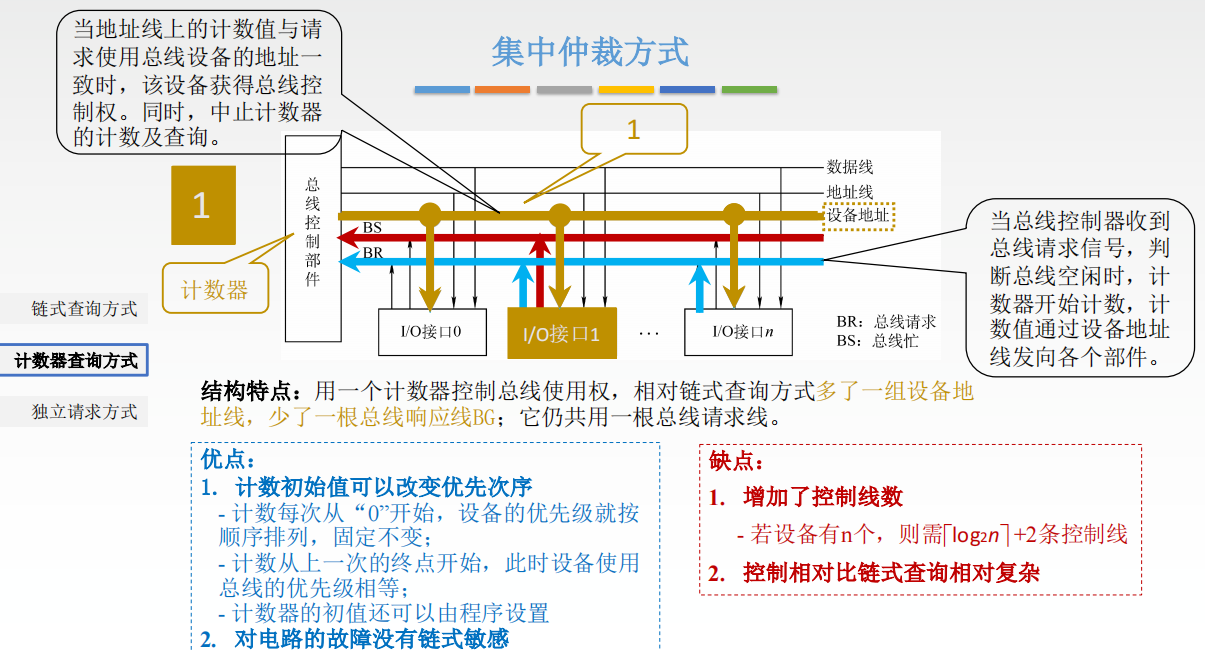 集中仲裁方式
当地址线上的计数值与请
求使用总线设备的地址一
致时，该设备获得总线控
制权。同时，中止计数器
的计数及查询。
1
1
计数器
总
线
控
制
部
件
数据线
地址线
设备地址
BS
BR
I/O接口0
I/O接口1
···
I/O接口n
BR：总线请求
BS：总线忙
当总线控制器收到
总线请求信号，判
断总线空闲时，计
数器开始计数，计
数值通过设备地址
线发向各个部件。
链式查询方式
计数器查询方式
独立请求方式
结构特点：用一个计数器控制总线使用权，相对链式查询方式多了一组设备地
址线，少了一根总线响应线BG；它仍共用一根总线请求线。
优点：
1. 计数初始值可以改变优先次序
- 计数每次从“0”开始，设备的优先级就按
顺序排列，固定不变；
- 计数从上一次的终点开始，此时设备使用
总线的优先级相等；
- 计数器的初值还可以由程序设置
2. 对电路的故障没有链式敏感
缺点：
1. 增加了控制线数
- 若设备有n个，则需⌈log₂n⌉+2条控制线
2. 控制相对比链式查询相对复杂